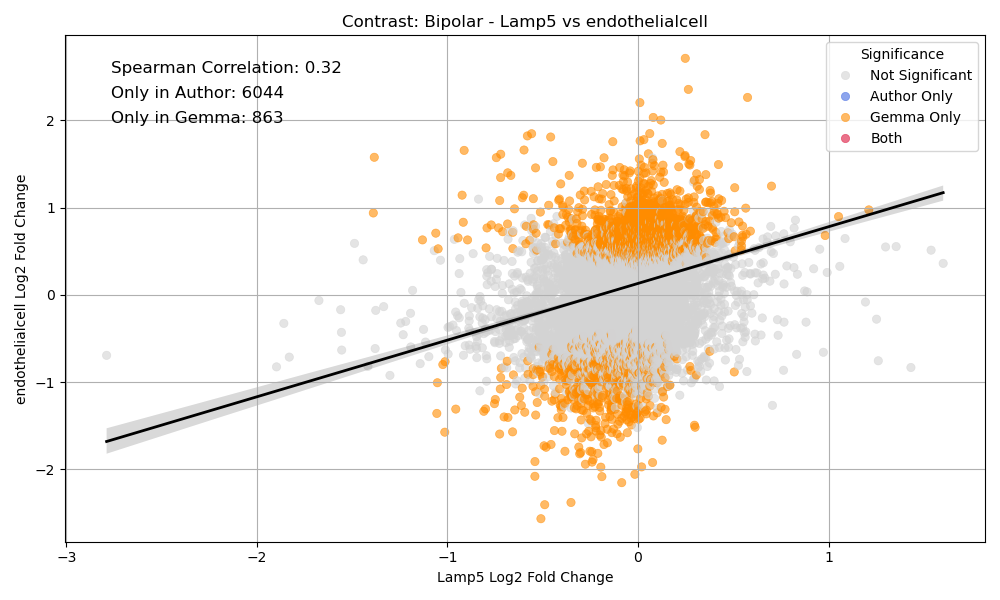 Contrast: Bipolar - Lamp5 vs endothelialcell
Spearman Correlation: 0.32
Only in Author: 6044
Only in Gemma: 863
Significance
Not Significant
Author Only
Gemma Only
Both
endothelialcell Log2 Fold Change
2
1
0
−1
−2
−3
−2
−1
0
1
Lamp5 Log2 Fold Change